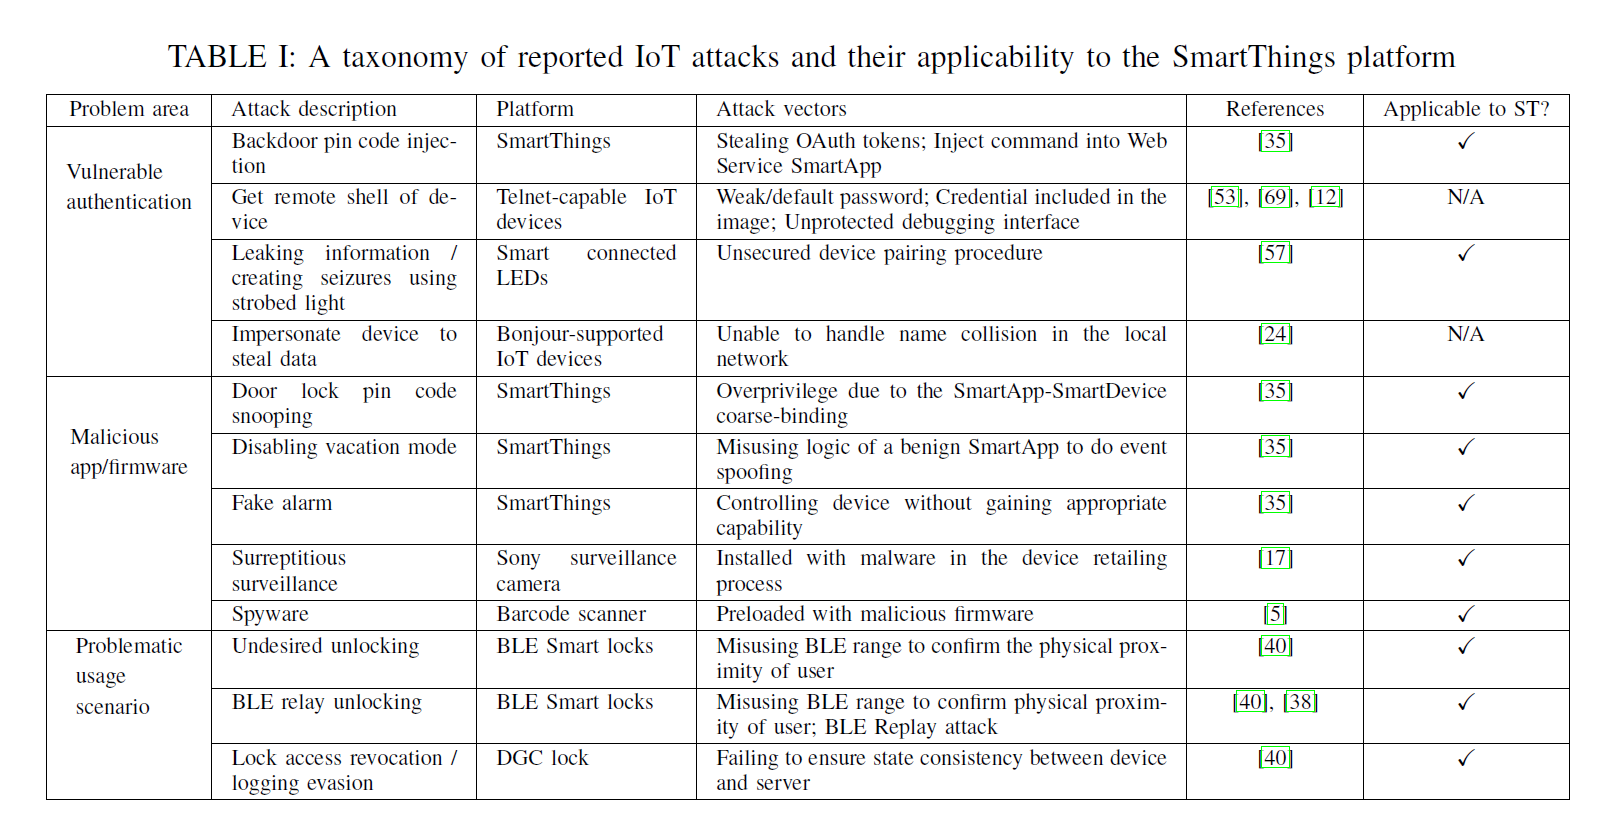 TABLE I: A taxonomy of reported IoT attacks and their applicability to the SmartThings platform
Problem area Attack description Platform Attack vectors References Applicable to ST?
Vulnerable
authentication
Backdoor pin code injec-
tion
SmartThings
Stealing OAuth tokens; Inject command into Web
Service SmartApp
[35]
✓
Get remote shell of de-
vice
Telnet-capable IoT
devices
Weak/default password; Credential included in the
image; Unprotected debugging interface
[53], [69], [12]
N/A
Leaking information /
creating seizures using
strobed light
Smart connected
LEDs
Unsecured device pairing procedure
[57]
✓
Impersonate device to
steal data
Bonjour-supported
IoT devices
Unable to handle name collision in the local
network
[24]
N/A
Malicious
app/firmware
Door lock pin code
snooping
SmartThings
Overprivilege due to the SmartApp-SmartDevice
coarse-binding
[35]
✓
Disabling vacation mode
SmartThings
Misusing logic of a benign SmartApp to do event
spoofing
[35]
✓
Fake alarm
SmartThings
Controlling device without gaining appropriate
capability
[35]
✓
Surreptitious
surveillance
Sony surveillance
camera
Installed with malware in the device retailing
process
[17]
✓
Spyware
Barcode scanner
Preloaded with malicious firmware
[5]
✓
Problematic
usage
scenario
Undesired unlocking
BLE Smart locks
Misusing BLE range to confirm the physical prox-
imity of user
[40]
✓
BLE relay unlocking
BLE Smart locks
Misusing BLE range to confirm physical proxim-
ity of user; BLE Replay attack
[40], [38]
✓
Lock access revocation /
logging evasion
DGC lock
Failing to ensure state consistency between device
and server
[40]
✓